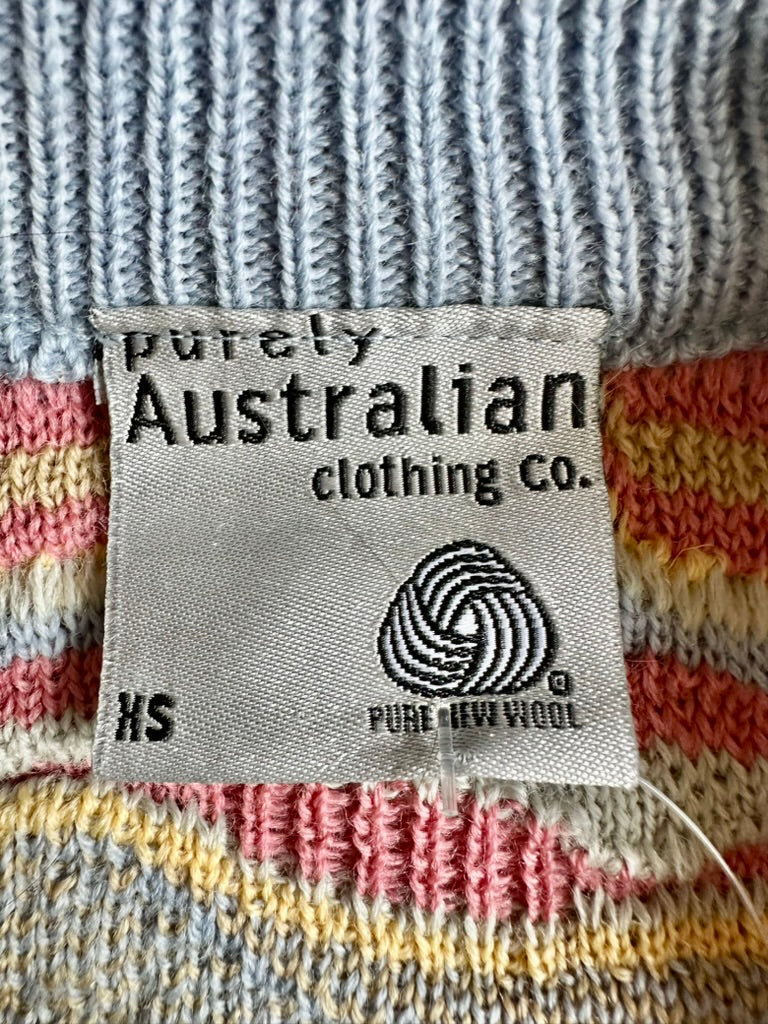 purely
Australian
clothing co.
XS
PURE NEW WOOL